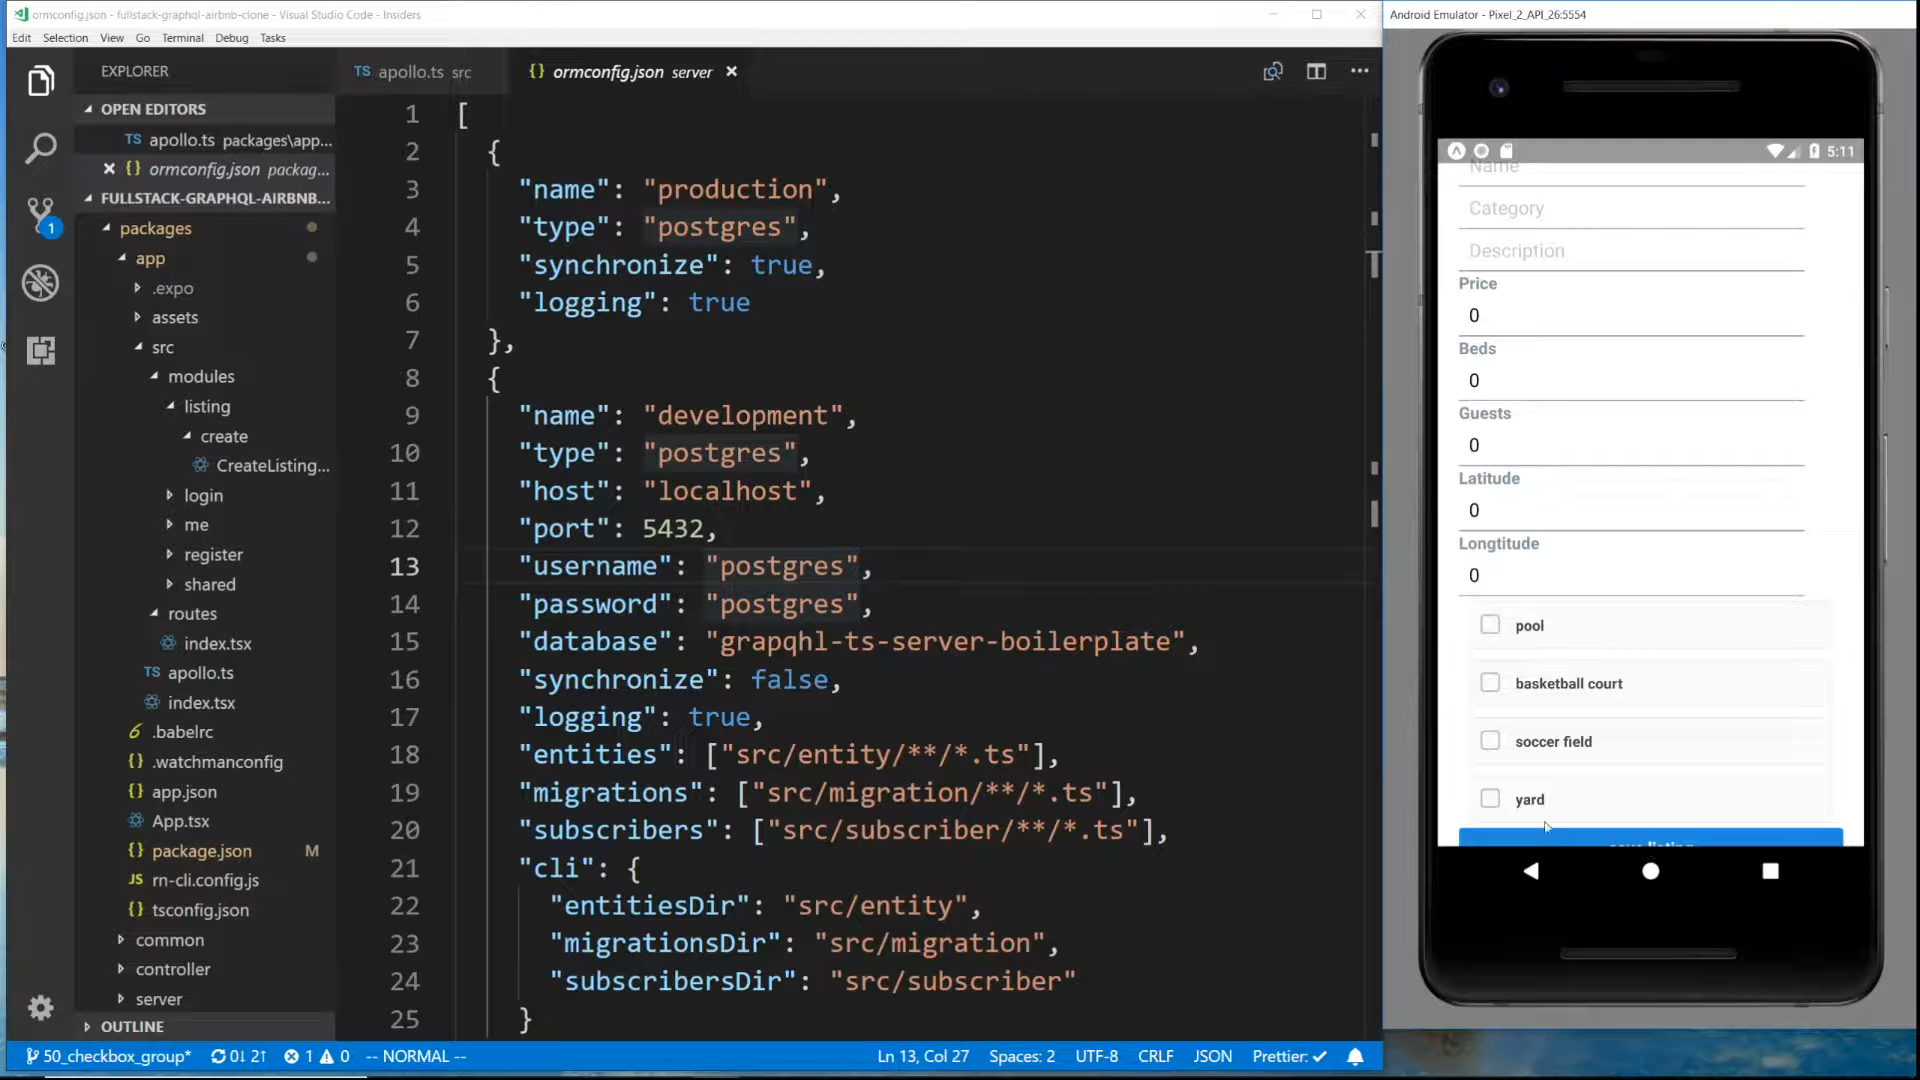 ormconfig.json - fullstack-graphql-airbnb-clone - Visual Studio Code - Insiders
Edit Selection View Go Terminal Debug Tasks
EXPLORER
OPEN EDITORS
TS apollo.ts packages\app...
{} ormconfig.json packag...
FULLSTACK-GRAPHQL-AIRBNB-...
packages
app
.expo
assets
src
modules
listing
create
CreateListing...
login
me
register
shared
routes
index.tsx
TS apollo.ts
index.tsx
.babelrc
{} .watchmanconfig
{} app.json
App.tsx
{} package.json M
JS rn-cli.config.js
{} tsconfig.json
common
controller
server
OUTLINE
1
TS apollo.ts src
{} ormconfig.json server
1 [
2 {
3 "name": "production",
4 "type": "postgres",
5 "synchronize": true,
6 "logging": true
7 },
8 {
9 "name": "development",
10 "type": "postgres",
11 "host": "localhost",
12 "port": 5432,
13 "username": "postgres",
14 "password": "postgres",
15 "database": "grapqhl-ts-server-boilerplate",
16 "synchronize": false,
17 "logging": true,
18 "entities": ["src/entity/**/*.ts"],
19 "migrations": ["src/migration/**/*.ts"],
20 "subscribers": ["src/subscriber/**/*.ts"],
21 "cli": {
22 "entitiesDir": "src/entity",
23 "migrationsDir": "src/migration",
24 "subscribersDir": "src/subscriber"
25 }
50_checkbox_group* 0↓ 2↑ 1 0 -- NORMAL --
Ln 13, Col 27 Spaces: 2 UTF-8 CRLF JSON Prettier: ✓
Android Emulator - Pixel_2_API_26:5554
5:11
Name
Category
Description
Price
0
Beds
0
Guests
0
Latitude
0
Longtitude
0
pool
basketball court
soccer field
yard
save listing